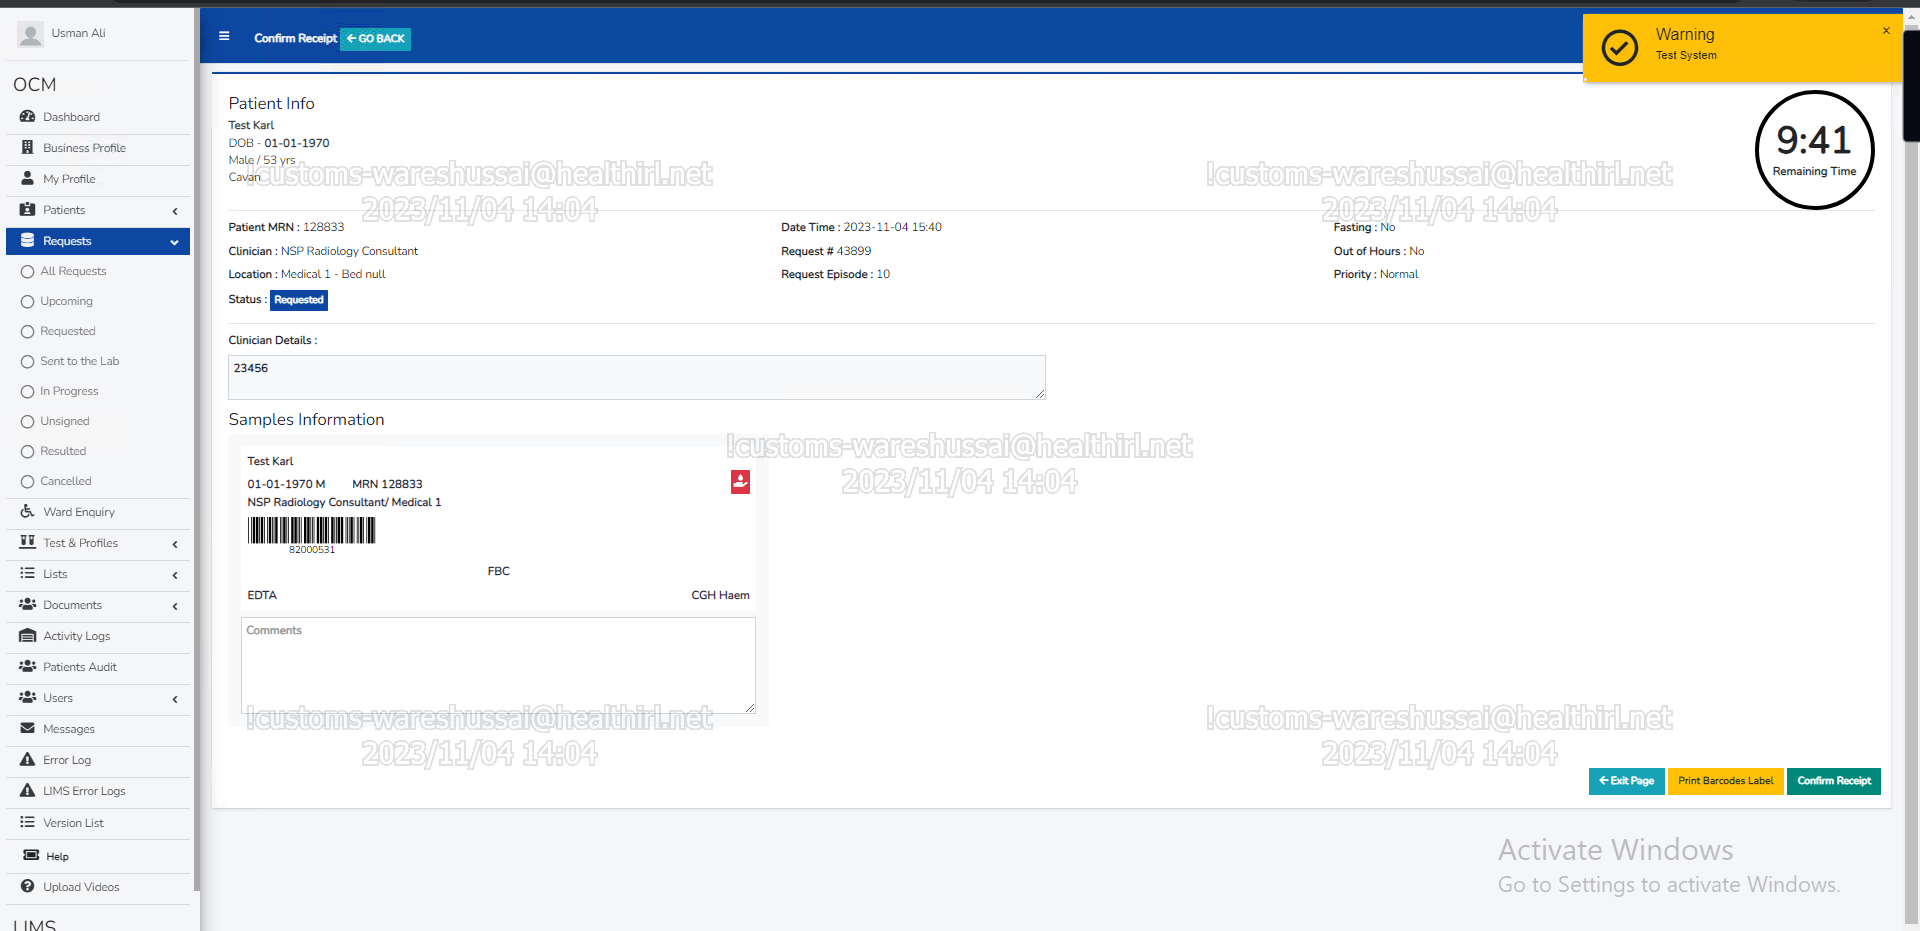 Usman Ali
OCM
Dashboard
Business Profile
My Profile
Patients
Requests
All Requests
Upcoming
Requested
Sent to the Lab
In Progress
Unsigned
Resulted
Cancelled
Ward Enquiry
Test & Profiles
Lists
Documents
Activity Logs
Patients Audit
Users
Messages
Error Log
LIMS Error Logs
Version List
Help
Upload Videos
LIMS
Confirm Receipt GO BACK
Warning
Test System
×
9:41
Remaining Time
Patient Info
Test Karl
DOB - 01-01-1970
Male / 53 yrs
Cavan
!customs-wareshussai@healthirl.net
2023/11/04 14:04
!customs-wareshussai@healthirl.net
2023/11/04 14:04
Patient MRN : 128833
Date Time : 2023-11-04 15:40
Fasting : No
Clinician : NSP Radiology Consultant
Request # 43899
Out of Hours : No
Location : Medical 1 - Bed null
Request Episode : 10
Priority : Normal
Status : Requested
Clinician Details :
23456
Samples Information
!customs-wareshussai@healthirl.net
2023/11/04 14:04
Test Karl
01-01-1970 M MRN 128833
NSP Radiology Consultant/ Medical 1
82000531
FBC
EDTA
CGH Haem
Comments
!customs-wareshussai@healthirl.net
2023/11/04 14:04
!customs-wareshussai@healthirl.net
2023/11/04 14:04
Exit Page
Print Barcodes Label
Confirm Receipt
Activate Windows
Go to Settings to activate Windows.